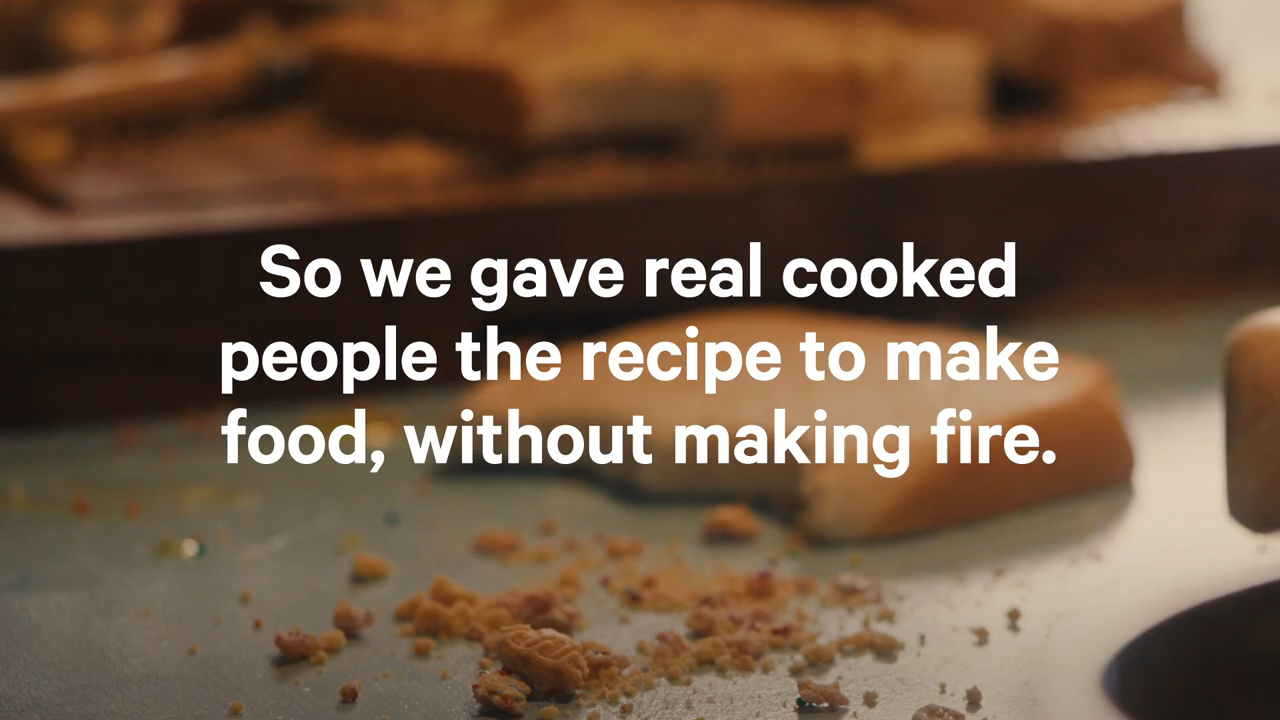 So we gave real cooked
people the recipe to make
food, without making fire.